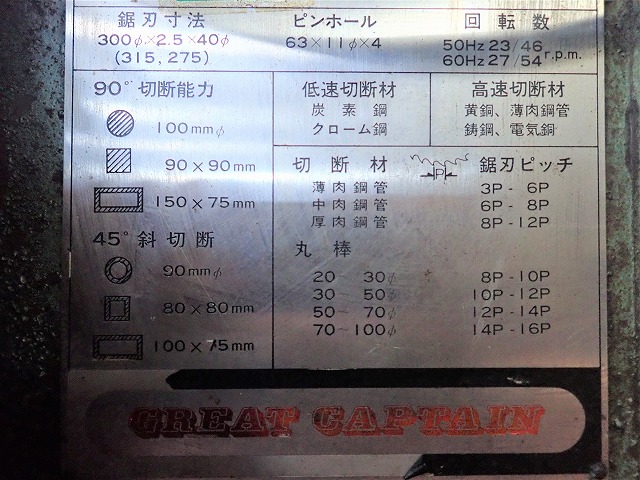 鋸刃寸法
300φ×2.5×40φ
(315,275)
ピンホール
63×11φ×4
回転数
50Hz 23/46
60Hz 27/54 r.p.m.
90°切断能力
100mmφ
90×90mm
150×75mm
45°斜切断
90mmφ
80×80mm
100×75mm
低速切断材
炭素鋼
クローム鋼
高速切断材
黄銅、薄肉鋼管
鋳鋼、電気銅
切断材 P 鋸刃ピッチ
薄肉鋼管 3P - 6P
中肉鋼管 6P - 8P
厚肉鋼管 8P - 12P
丸棒
20~30φ 8P - 10P
30~50φ 10P - 12P
50~70φ 12P - 14P
70~100φ 14P - 16P
GREAT CAPTAIN